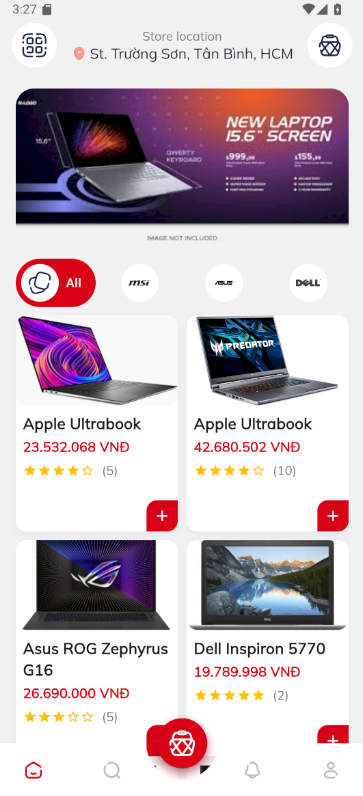 3:27
Store location
St. Trường Sơn, Tân Bình, HCM
NEW LAPTOP
15.6" SCREEN
15,6"
QWERTY
KEYBOARD
$999,99
$155,99
IMAGE NOT INCLUDED
All
msi
ASUS
DELL
PREDATOR
Apple Ultrabook
23.532.068 VNĐ
(5)
Apple Ultrabook
42.680.502 VNĐ
(10)
Asus ROG Zephyrus
G16
26.690.000 VNĐ
(5)
Dell Inspiron 5770
19.789.998 VNĐ
(2)